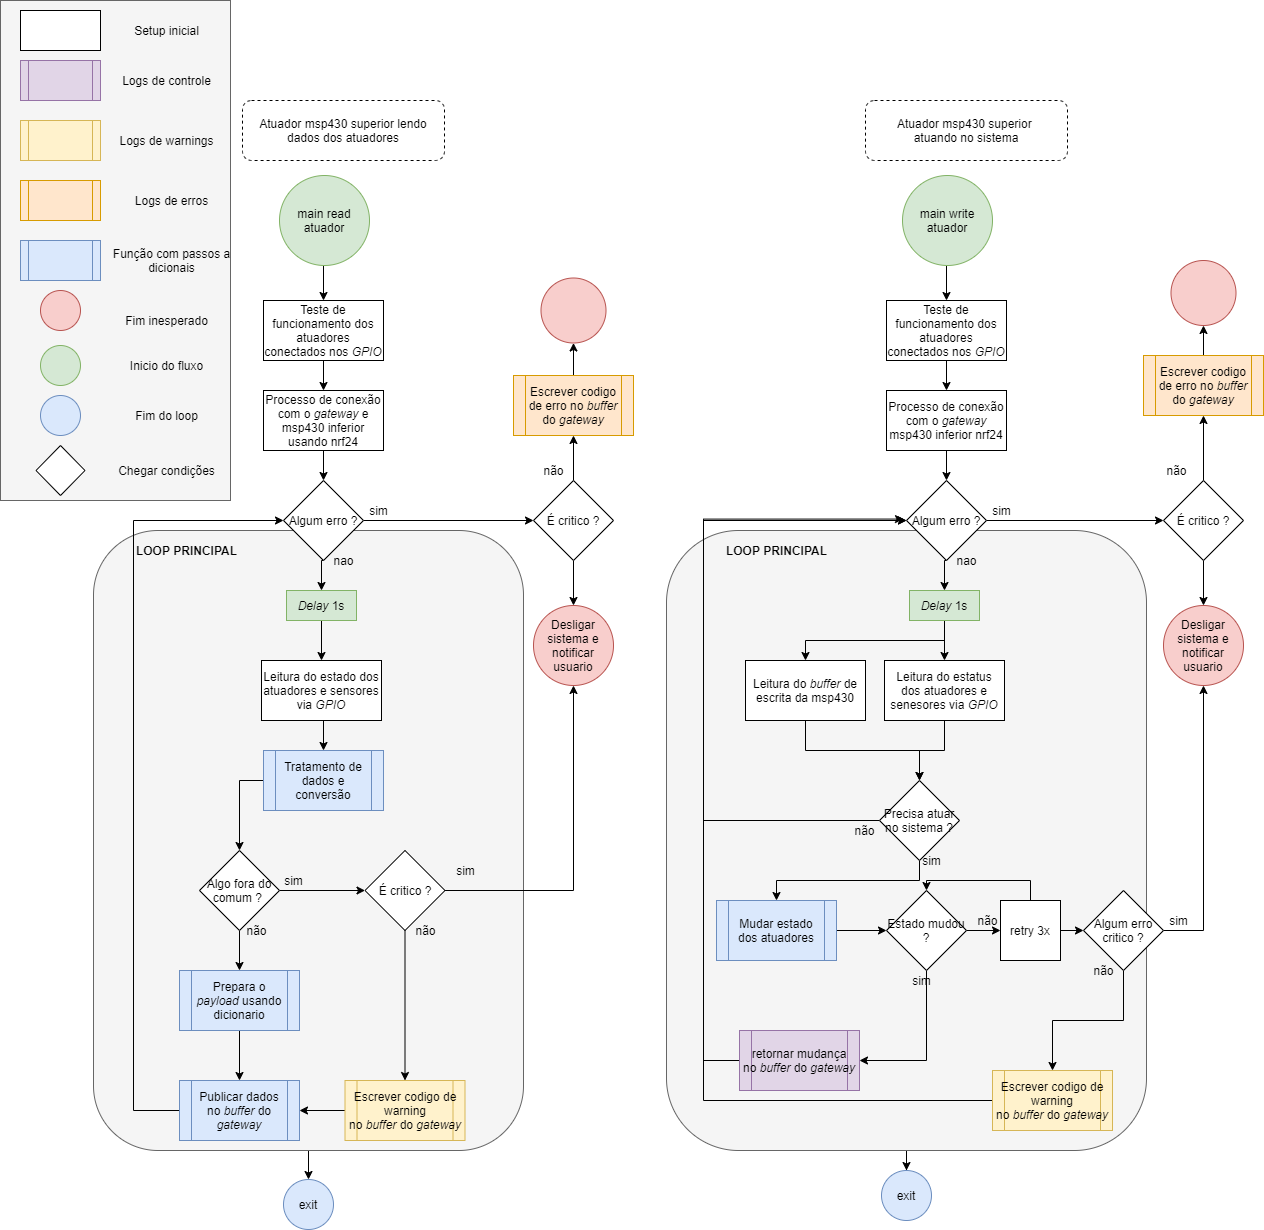 Setup inicial
Logs de controle
Logs de warnings
Logs de erros
Função com passos a
dicionais
Fim inesperado
Inicio do fluxo
Fim do loop
Chegar condições
Atuador msp430 superior lendo
dados dos atuadores
main read
atuador
Teste de
funcionamento dos
atuadores
conectados nos GPIO
Processo de conexão
com o gateway e
msp430 inferior
usando nrf24
Algum erro ?
sim
nao
É critico ?
não
Escrever codigo
de erro no buffer
do gateway
Desligar
sistema e
notificar
usuario
LOOP PRINCIPAL
Delay 1s
Leitura do estado dos
atuadores e sensores
via GPIO
Tratamento de
dados e
conversão
Algo fora do
comum ?
sim
não
É critico ?
sim
não
Prepara o
payload usando
dicionario
Publicar dados
no buffer do
gateway
Escrever codigo de
warning
no buffer do gateway
exit
Atuador msp430 superior
atuando no sistema
main write
atuador
Teste de
funcionamento dos
atuadores
conectados nos GPIO
Processo de conexão
com o gateway
msp430 inferior nrf24
Algum erro ?
sim
nao
É critico ?
não
Escrever codigo
de erro no buffer
do gateway
Desligar
sistema e
notificar
usuario
LOOP PRINCIPAL
Delay 1s
Leitura do buffer de
escrita da msp430
Leitura do estatus
dos atuadores e
senesores via GPIO
Precisa atuar
no sistema ?
não
sim
Mudar estado
dos atuadores
Estado mudou
?
não
sim
retry 3x
Algum erro
critico ?
sim
não
retornar mudança
no buffer do gateway
Escrever codigo de
warning
no buffer do gateway
exit